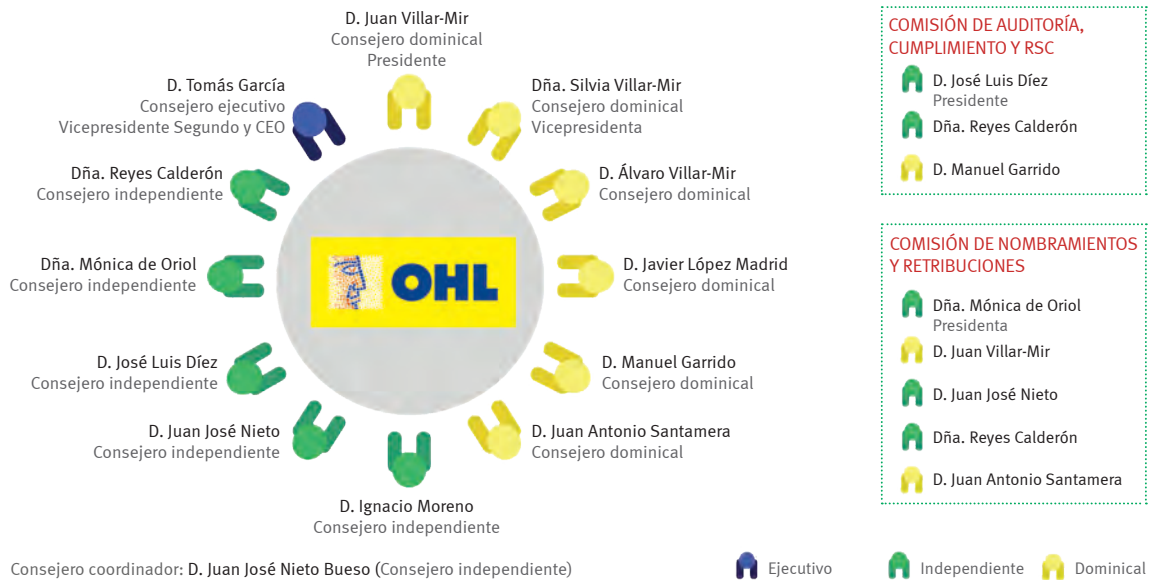 D. Juan Villar-Mir
Consejero dominical
Presidente
D. Tomás García
Consejero ejecutivo
Vicepresidente Segundo y CEO
Dña. Silvia Villar-Mir
Consejero dominical
Vicepresidenta
Dña. Reyes Calderón
Consejero independiente
D. Álvaro Villar-Mir
Consejero dominical
Dña. Mónica de Oriol
Consejero independiente
OHL
D. Javier López Madrid
Consejero dominical
D. José Luis Díez
Consejero independiente
D. Manuel Garrido
Consejero dominical
D. Juan José Nieto
Consejero independiente
D. Juan Antonio Santamera
Consejero dominical
D. Ignacio Moreno
Consejero independiente
COMISIÓN DE AUDITORÍA,
CUMPLIMIENTO Y RSC
D. José Luis Díez
Presidente
Dña. Reyes Calderón
D. Manuel Garrido
COMISIÓN DE NOMBRAMIENTOS
Y RETRIBUCIONES
Dña. Mónica de Oriol
Presidenta
D. Juan Villar-Mir
D. Juan José Nieto
Dña. Reyes Calderón
D. Juan Antonio Santamera
Consejero coordinador: D. Juan José Nieto Bueso (Consejero independiente)
Ejecutivo
Independiente
Dominical